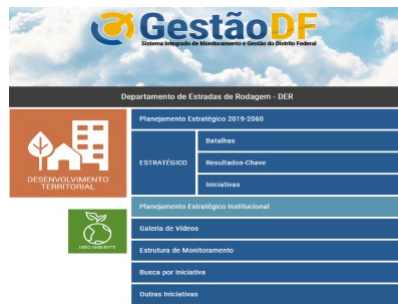 GestãoDF
Sistema Integrado de Monitoramento e Gestão do Distrito Federal
Departamento de Estradas de Rodagem - DER
Planejamento Estratégico 2019-2060
ESTRATÉGICO
Batalhas
Resultados-Chave
Iniciativas
DESENVOLVIMENTO
TERRITORIAL
Planejamento Estratégico Institucional
MEIO AMBIENTE
Galeria de Vídeos
Estrutura de Monitoramento
Busca por Iniciativa
Outras Iniciativas